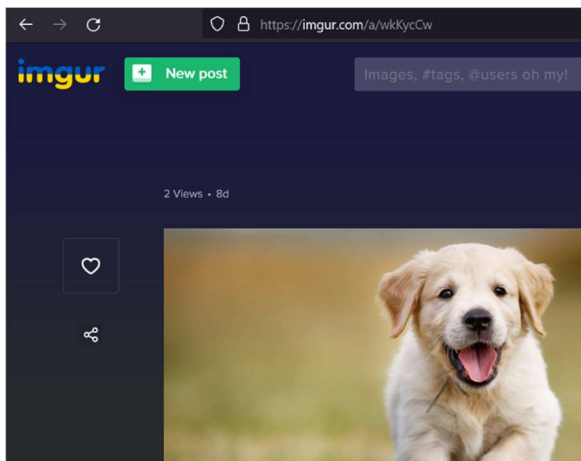 https://imgur.com/a/wkKycCw
imgur
New post
Images, #tags, @users oh my!
2 Views • 8d